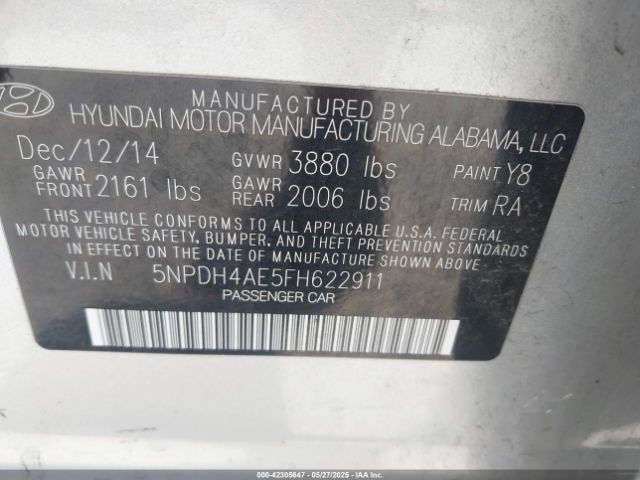 MANUFACTURED BY
HYUNDAI MOTOR MANUFACTURING ALABAMA, LLC
Dec/12/14 GVWR 3880 lbs PAINT Y8
GAWR FRONT 2161 lbs GAWR REAR 2006 lbs TRIM RA
THIS VEHICLE CONFORMS TO ALL APPLICABLE U.S.A. FEDERAL
MOTOR VEHICLE SAFETY, BUMPER, AND THEFT PREVENTION STANDARDS
IN EFFECT ON THE DATE OF MANUFACTURE SHOWN ABOVE.
V.I.N 5NPDH4AE5FH622911
PASSENGER CAR
000-42305647 - 05/27/2025 - IAAI.COM